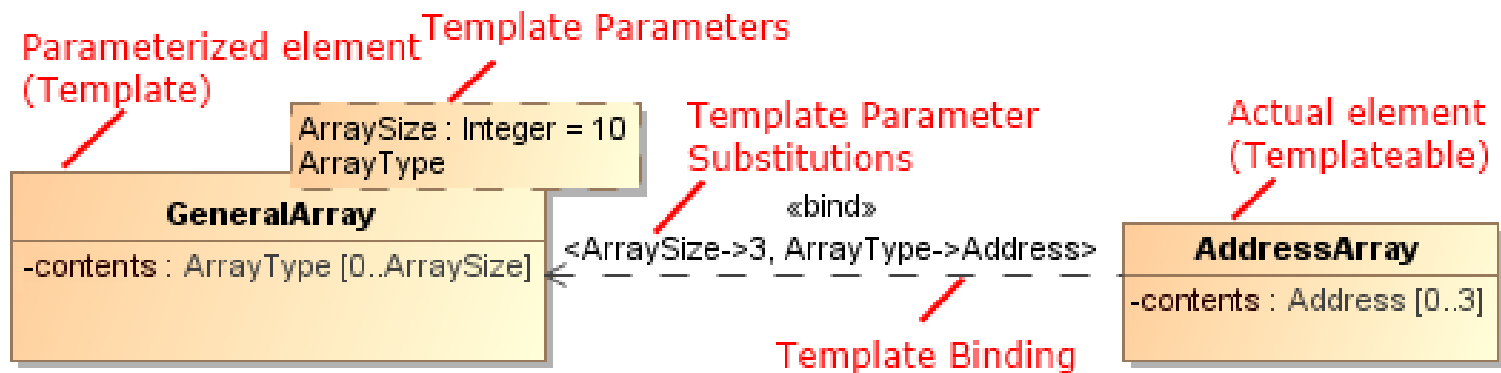 Parameterized element
(Template)
Template Parameters
ArraySize : Integer = 10
ArrayType
GeneralArray
-contents : ArrayType [0..ArraySize]
Template Parameter
Substitutions
«bind»
<ArraySize->3, ArrayType->Address>
Template Binding
Actual element
(Templateable)
AddressArray
-contents : Address [0..3]